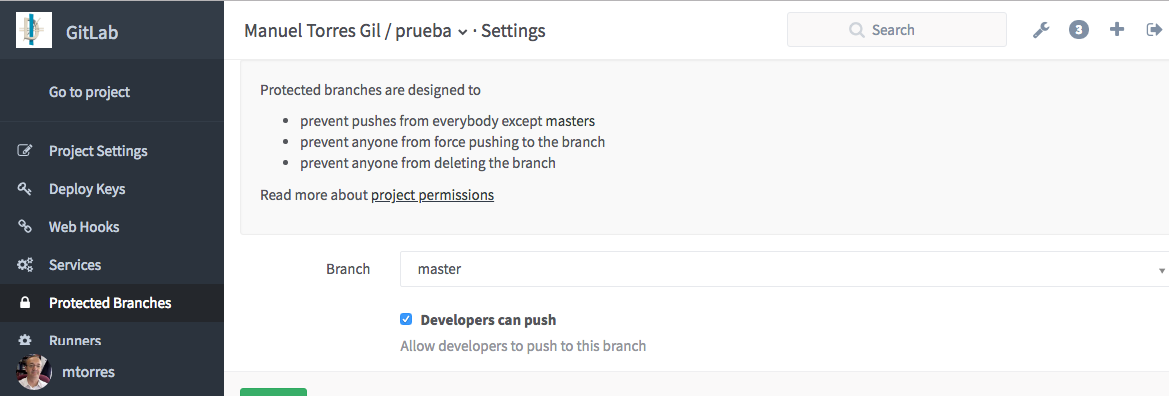 GitLab
Manuel Torres Gil / prueba · Settings
Search
3
Go to project
Project Settings
Deploy Keys
Web Hooks
Services
Protected Branches
Runners
mtorres
Protected branches are designed to
• prevent pushes from everybody except masters
• prevent anyone from force pushing to the branch
• prevent anyone from deleting the branch
Read more about project permissions
Branch
master
Developers can push
Allow developers to push to this branch